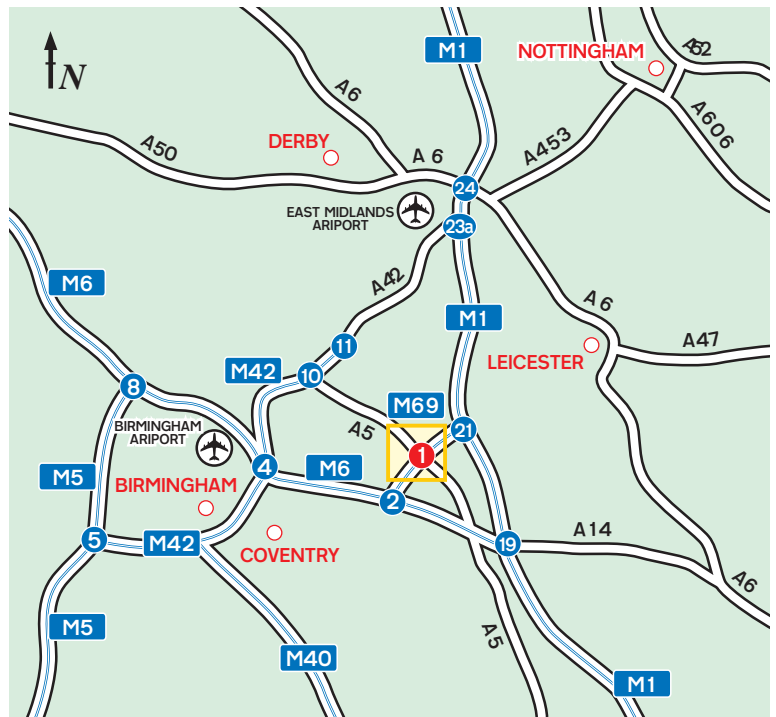 M1
NOTTINGHAM
A62
N
A6
A50
DERBY
A 6
A453
A606
24
EAST MIDLANDS
ARIPORT
23a
A42
M6
M1
A6
11
LEICESTER
A47
M42
10
8
M69
A5
21
BIRMINGHAM
ARIPORT
1
4
M6
M5
BIRMINGHAM
2
A14
5
M42
COVENTRY
19
A6
M5
A5
M40
M1